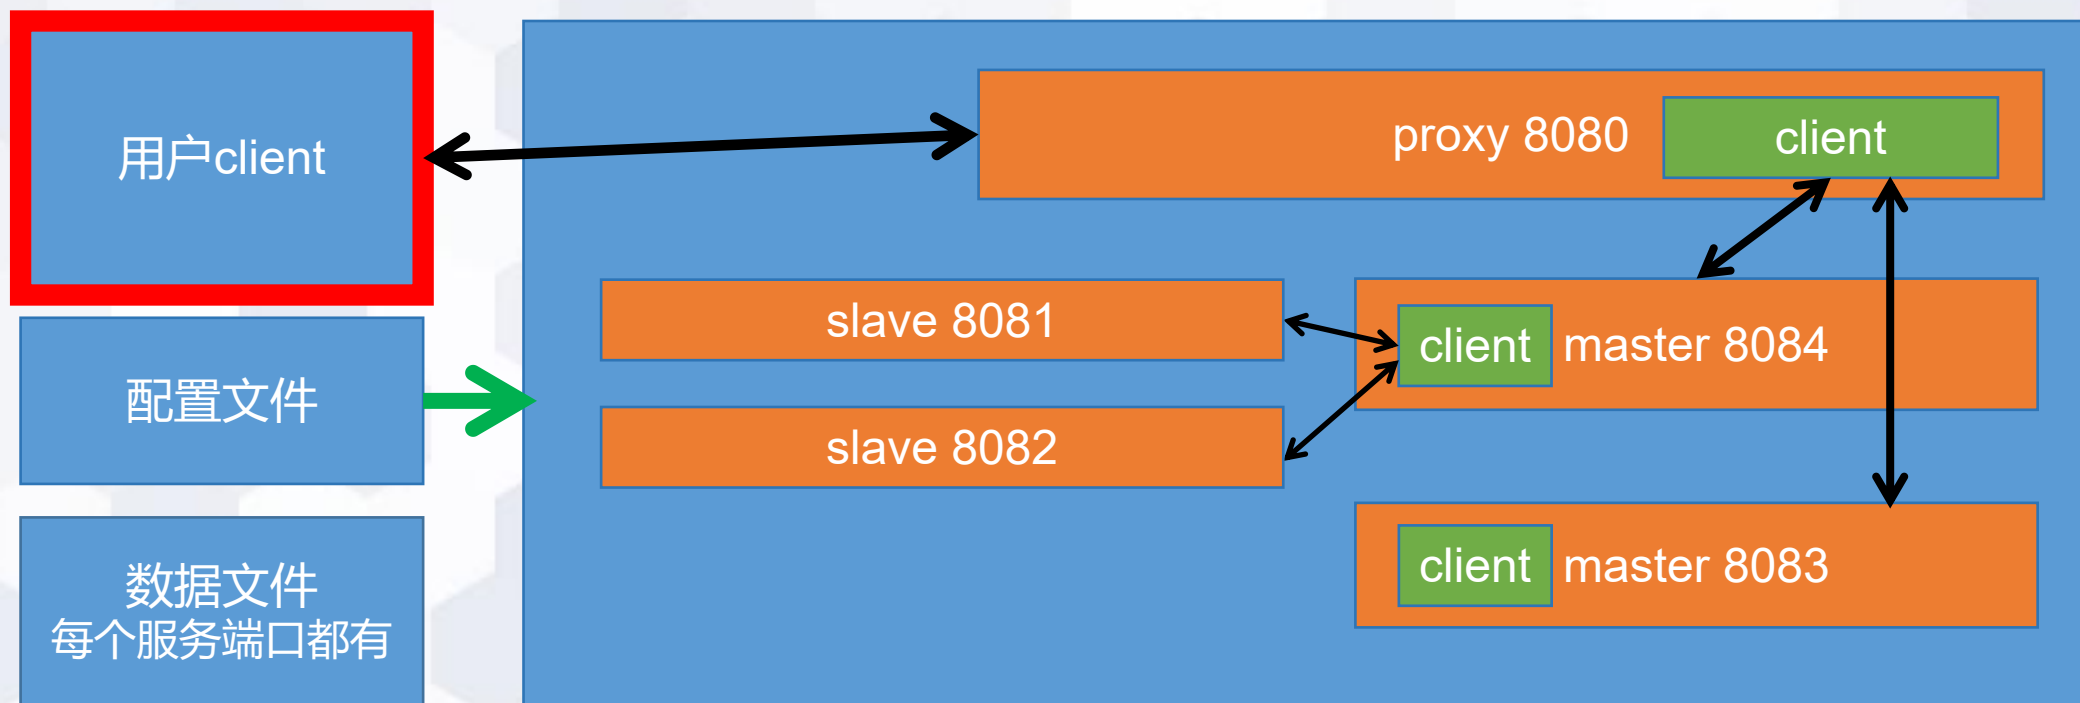 用户client
proxy 8080
client
slave 8081
client
master 8084
配置文件
slave 8082
client
master 8083
数据文件
每个服务端口都有